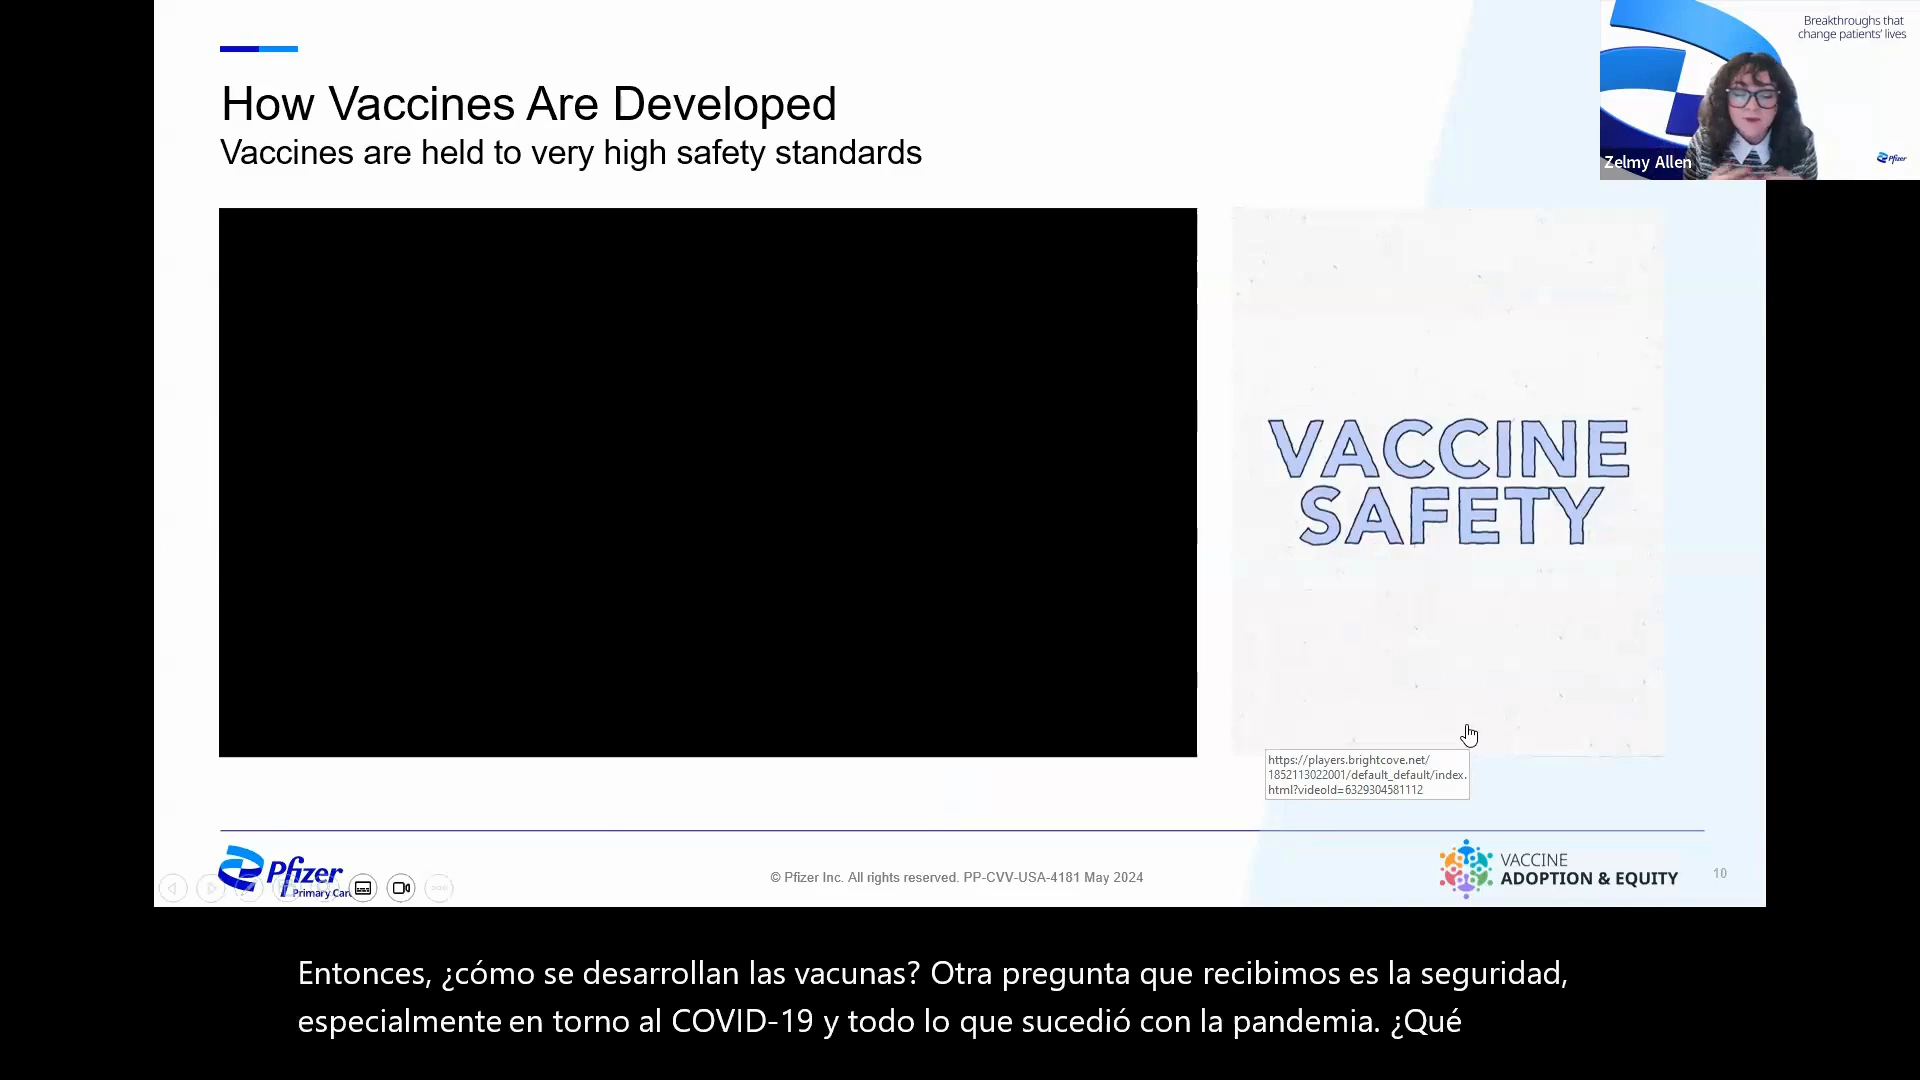 Breakthroughs that
change patients' lives
Zelmy Allen
Pfizer
How Vaccines Are Developed
Vaccines are held to very high safety standards
VACCINE
SAFETY
https://players.brightcove.net/
1852113022001/default_default/index.
html?videoId=6329304581112
Pfizer
Primary Care
© Pfizer Inc. All rights reserved. PP-CVV-USA-4181 May 2024
VACCINE
ADOPTION & EQUITY
10
Entonces, ¿cómo se desarrollan las vacunas? Otra pregunta que recibimos es la seguridad,
especialmente en torno al COVID-19 y todo lo que sucedió con la pandemia. ¿Qué